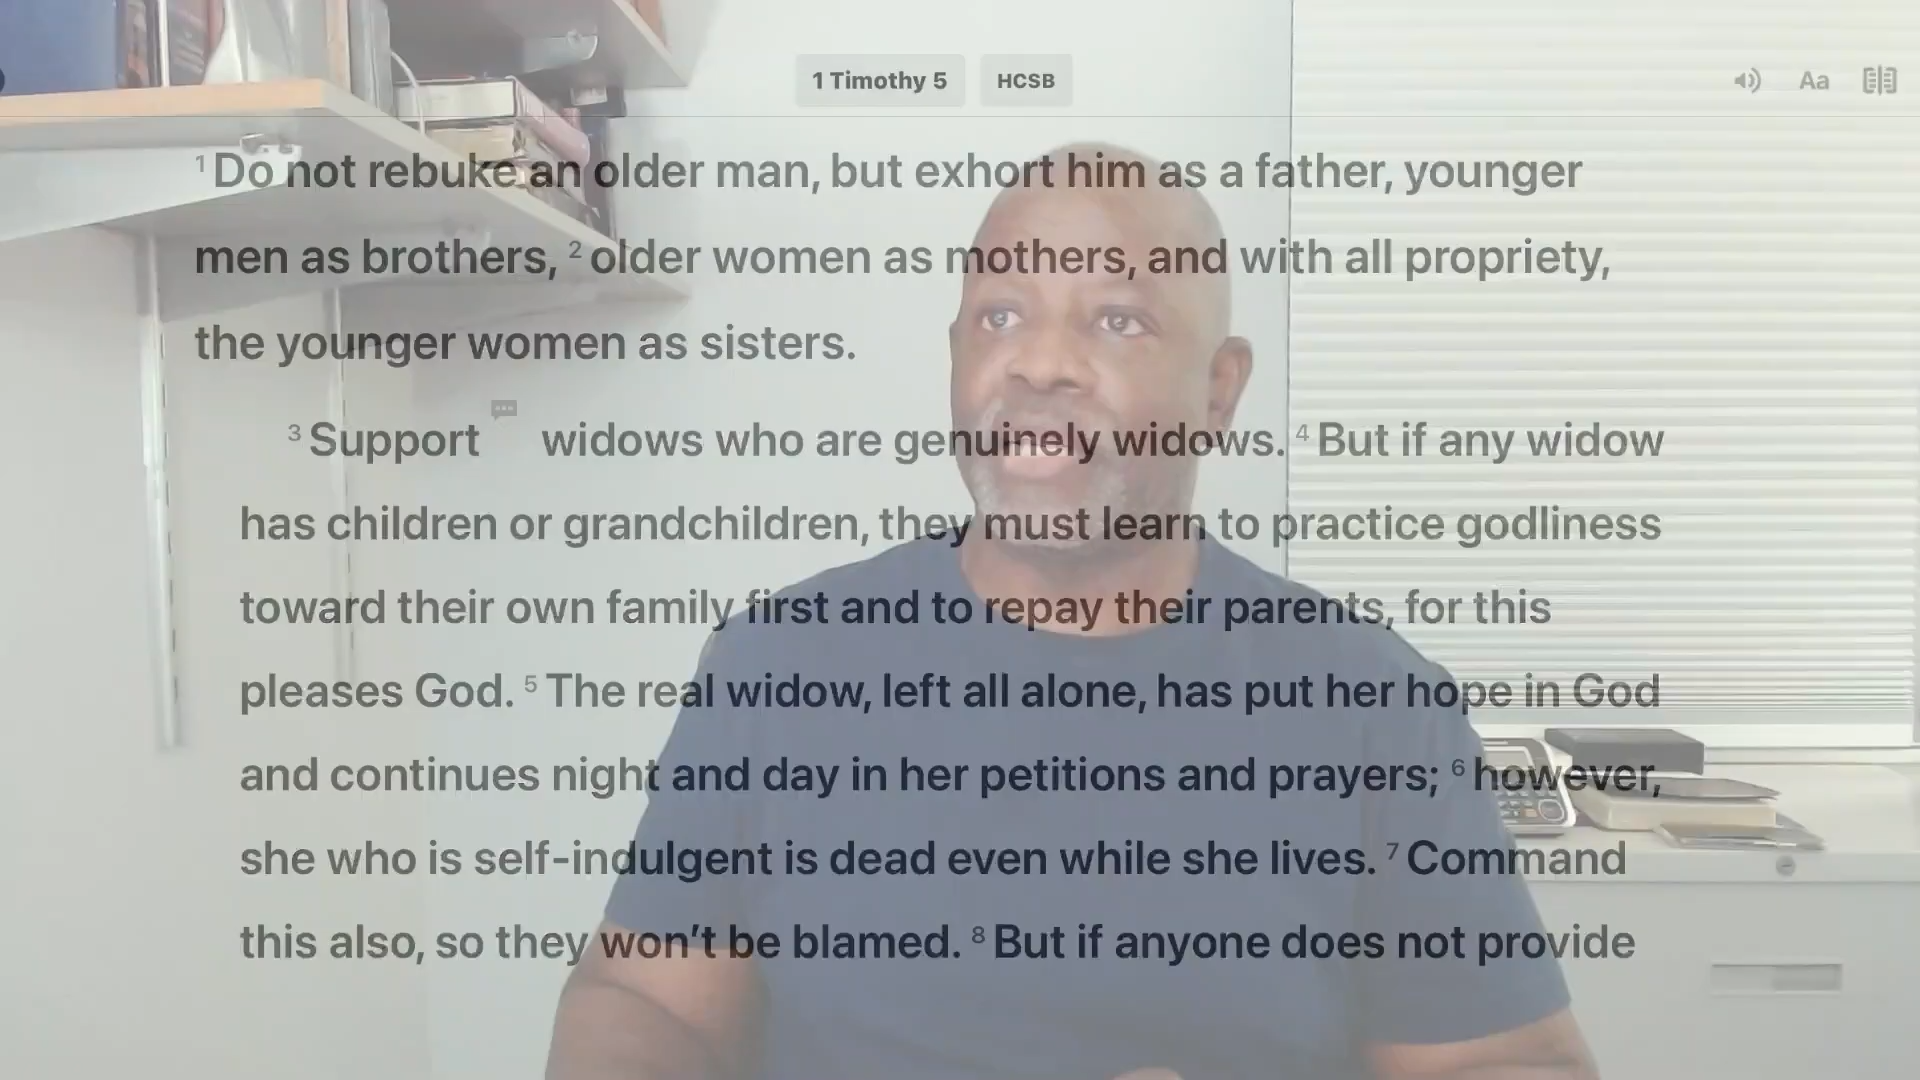 1 Timothy 5 HCSB Aa
1 Do not rebuke an older man, but exhort him as a father, younger
men as brothers, 2 older women as mothers, and with all propriety,
the younger women as sisters.
3 Support widows who are genuinely widows. 4 But if any widow
has children or grandchildren, they must learn to practice godliness
toward their own family first and to repay their parents, for this
pleases God. 5 The real widow, left all alone, has put her hope in God
and continues night and day in her petitions and prayers; 6 however,
she who is self-indulgent is dead even while she lives. 7 Command
this also, so they won’t be blamed. 8 But if anyone does not provide